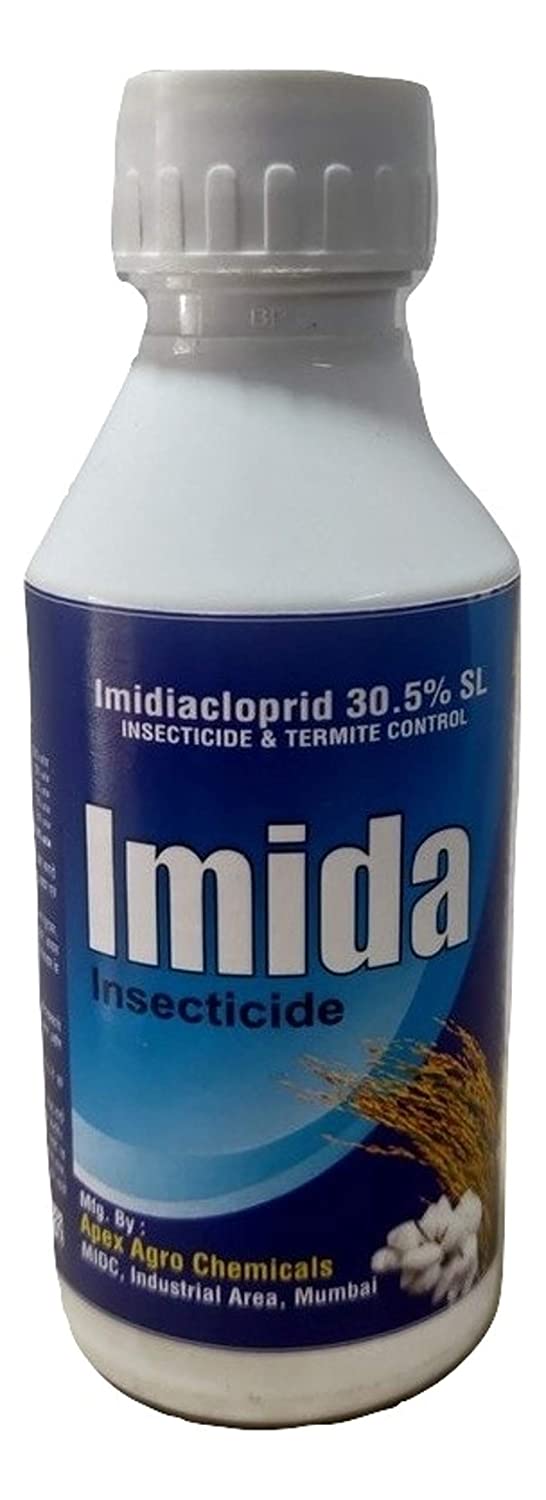 Imidiacloprid 30.5% SL
INSECTICIDE & TERMITE CONTROL
Imida
Insecticide
Mfg. By :
Apex Agro Chemicals
MIDC, Industrial Area, Mumbai